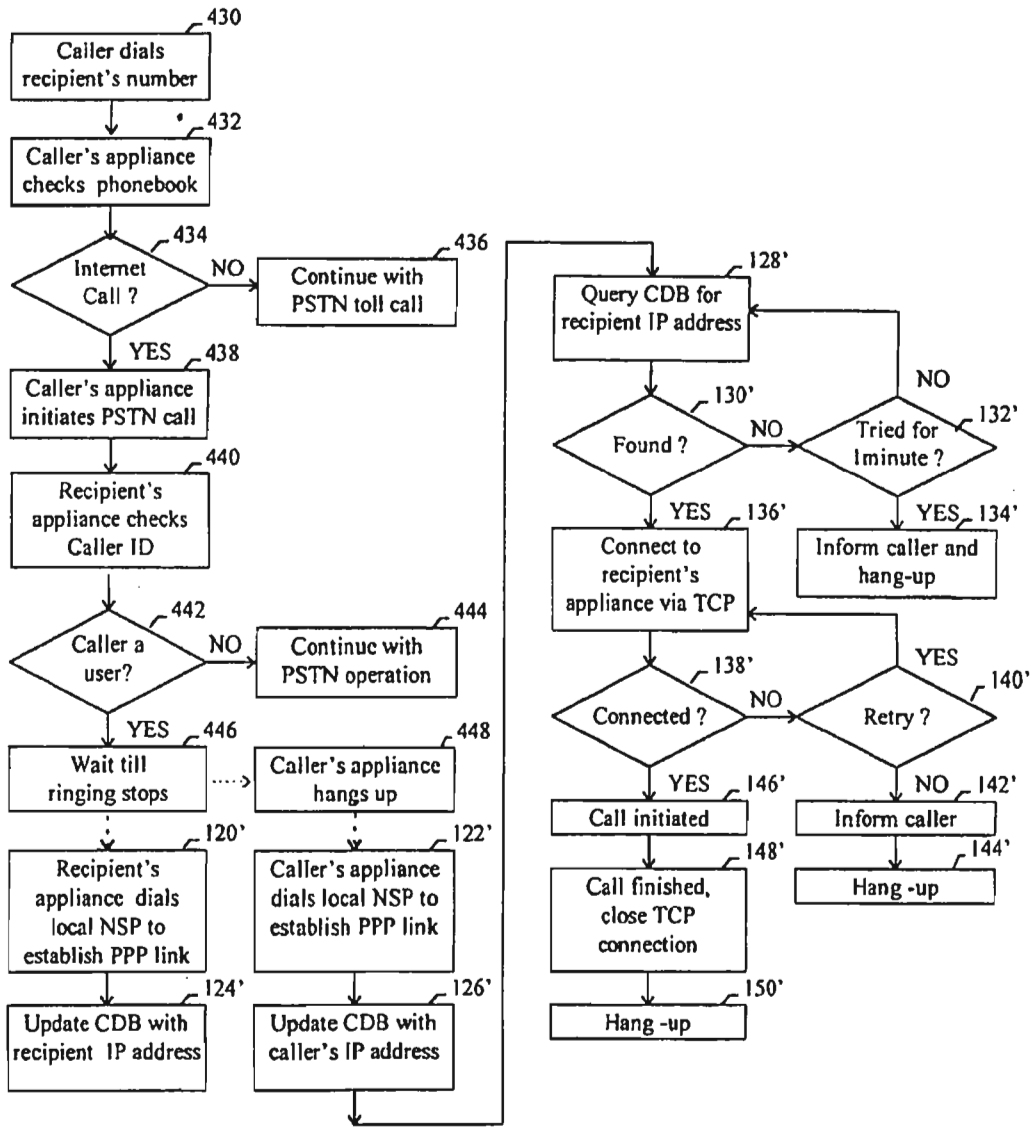 430
Caller dials
recipient's number
432
Caller's appliance
checks phonebook
434
Internet
Call ?
NO
436
Continue with
PSTN toll call
YES
438
Caller's appliance
initiates PSTN call
440
Recipient's
appliance checks
Caller ID
442
Caller a
user?
NO
444
Continue with
PSTN operation
YES
446
Wait till
ringing stops
448
Caller's appliance
hangs up
120'
Recipient's
appliance dials
local NSP to
establish PPP link
122'
Caller's appliance
dials local NSP to
establish PPP link
124'
Update CDB with
recipient IP address
126'
Update CDB with
caller's IP address
128'
Query CDB for
recipient IP address
130'
Found ?
NO
132'
Tried for
1minute ?
NO
YES
134'
Inform caller and
hang-up
YES
136'
Connect to
recipient's
appliance via TCP
138'
Connected ?
NO
140'
Retry ?
YES
NO
142'
Inform caller
144'
Hang -up
YES
146'
Call initiated
148'
Call finished,
close TCP
connection
150'
Hang -up